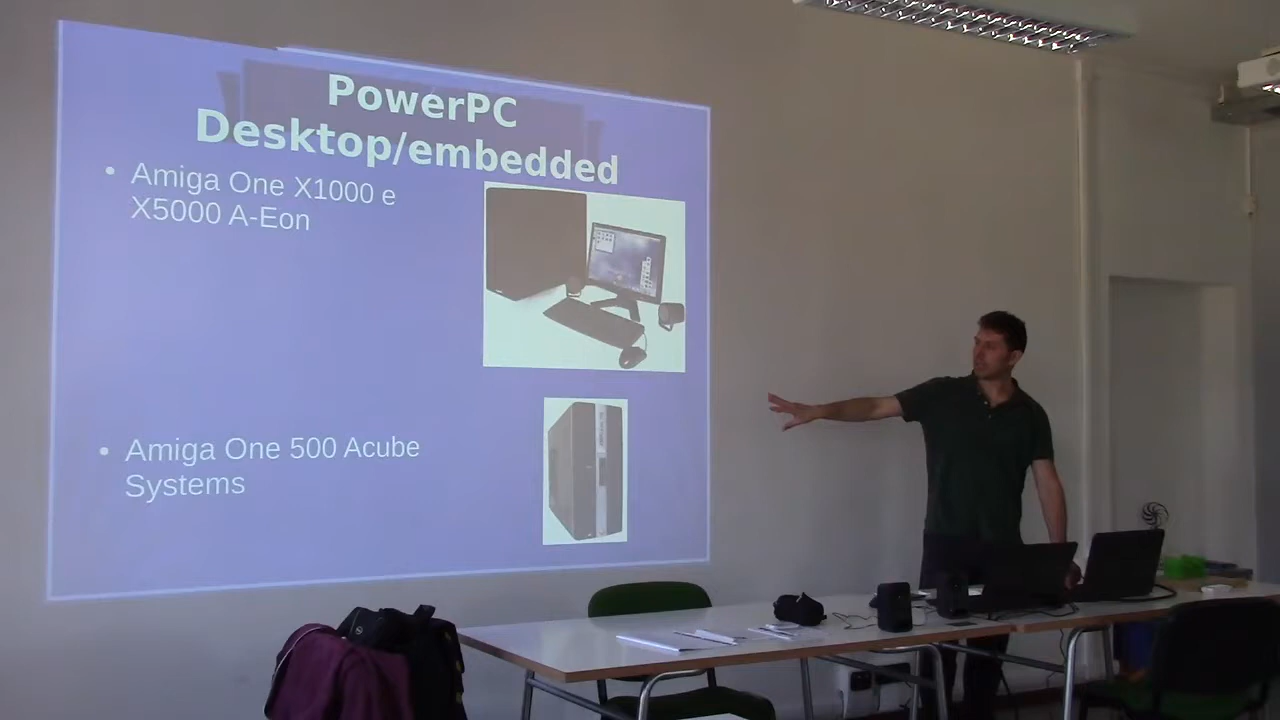 PowerPC
Desktop/embedded
• Amiga One X1000 e
X5000 A-Eon
• Amiga One 500 Acube
Systems